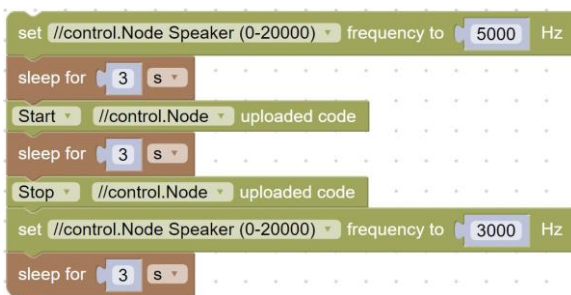 set //control.Node Speaker (0-20000) frequency to 5000 Hz
sleep for 3 s
Start //control.Node uploaded code
sleep for 3 s
Stop //control.Node uploaded code
set //control.Node Speaker (0-20000) frequency to 3000 Hz
sleep for 3 s